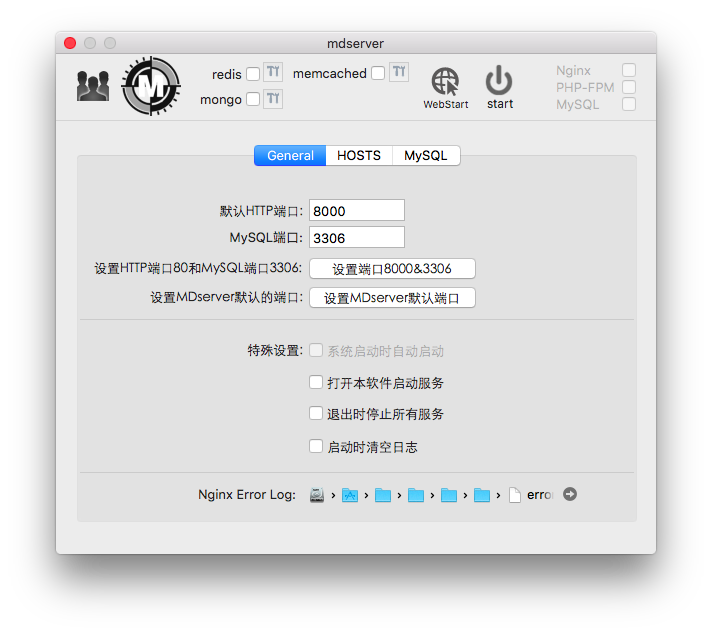 mdserver
redis
memcached
mongo
WebStart
start
Nginx
PHP-FPM
MySQL
General
HOSTS
MySQL
默认HTTP端口:
8000
MySQL端口:
3306
设置HTTP端口80和MySQL端口3306:
设置端口8000&3306
设置MDserver默认的端口:
设置MDserver默认端口
特殊设置:
系统启动时自动启动
打开本软件启动服务
退出时停止所有服务
启动时清空日志
Nginx Error Log:
erro